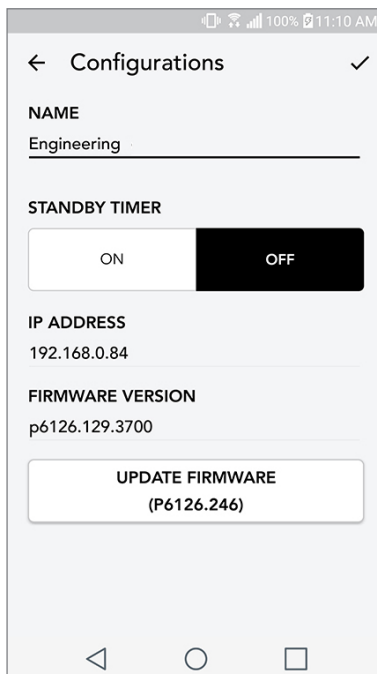 100% 11:10 AM
Configurations
NAME
Engineering
STANDBY TIMER
ON OFF
IP ADDRESS
192.168.0.84
FIRMWARE VERSION
p6126.129.3700
UPDATE FIRMWARE
(P6126.246)